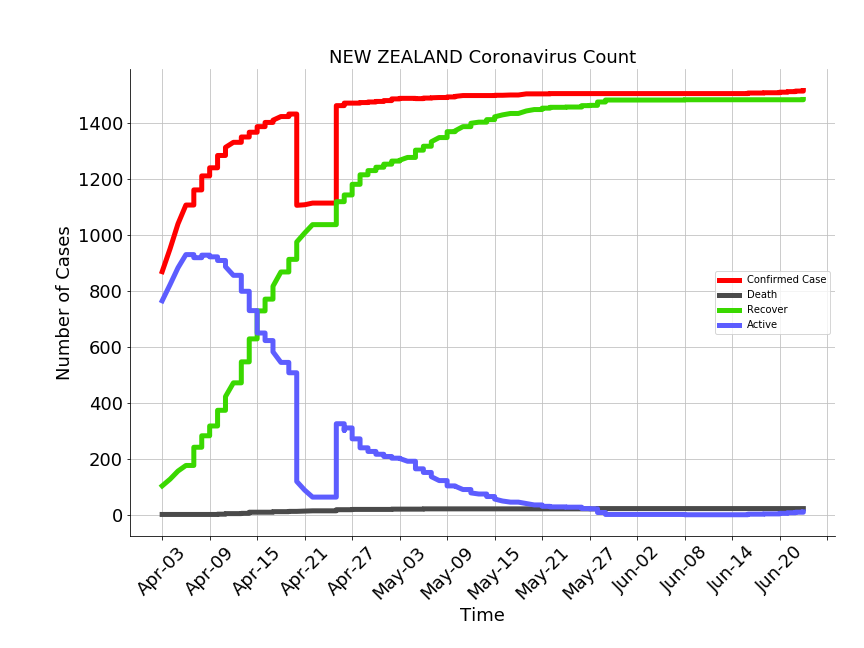 NEW ZEALAND Coronavirus Count
Number of Cases
1400
1200
1000
800
600
400
200
0
Confirmed Case
Death
Recover
Active
Apr-03
Apr-09
Apr-15
Apr-21
Apr-27
May-03
May-09
May-15
May-21
May-27
Jun-02
Jun-08
Jun-14
Jun-20
Time